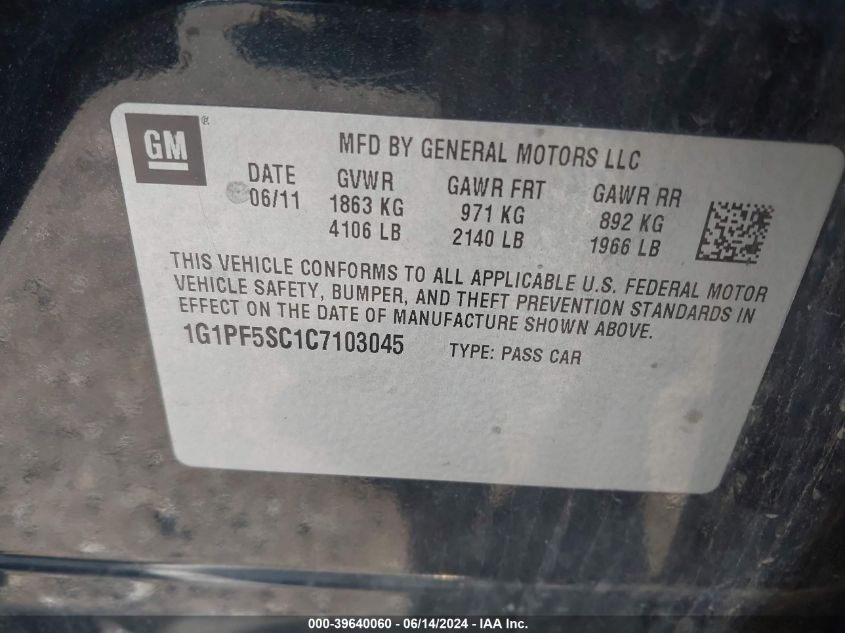 GM ®
MFD BY GENERAL MOTORS LLC
DATE GVWR GAWR FRT GAWR RR
06/11 1863 KG 971 KG 892 KG
4106 LB 2140 LB 1966 LB
THIS VEHICLE CONFORMS TO ALL APPLICABLE U.S. FEDERAL MOTOR
VEHICLE SAFETY, BUMPER, AND THEFT PREVENTION STANDARDS IN
EFFECT ON THE DATE OF MANUFACTURE SHOWN ABOVE.
1G1PF5SC1C7103045 TYPE: PASS CAR
000-39640060 - 06/14/2024 - IAA Inc.